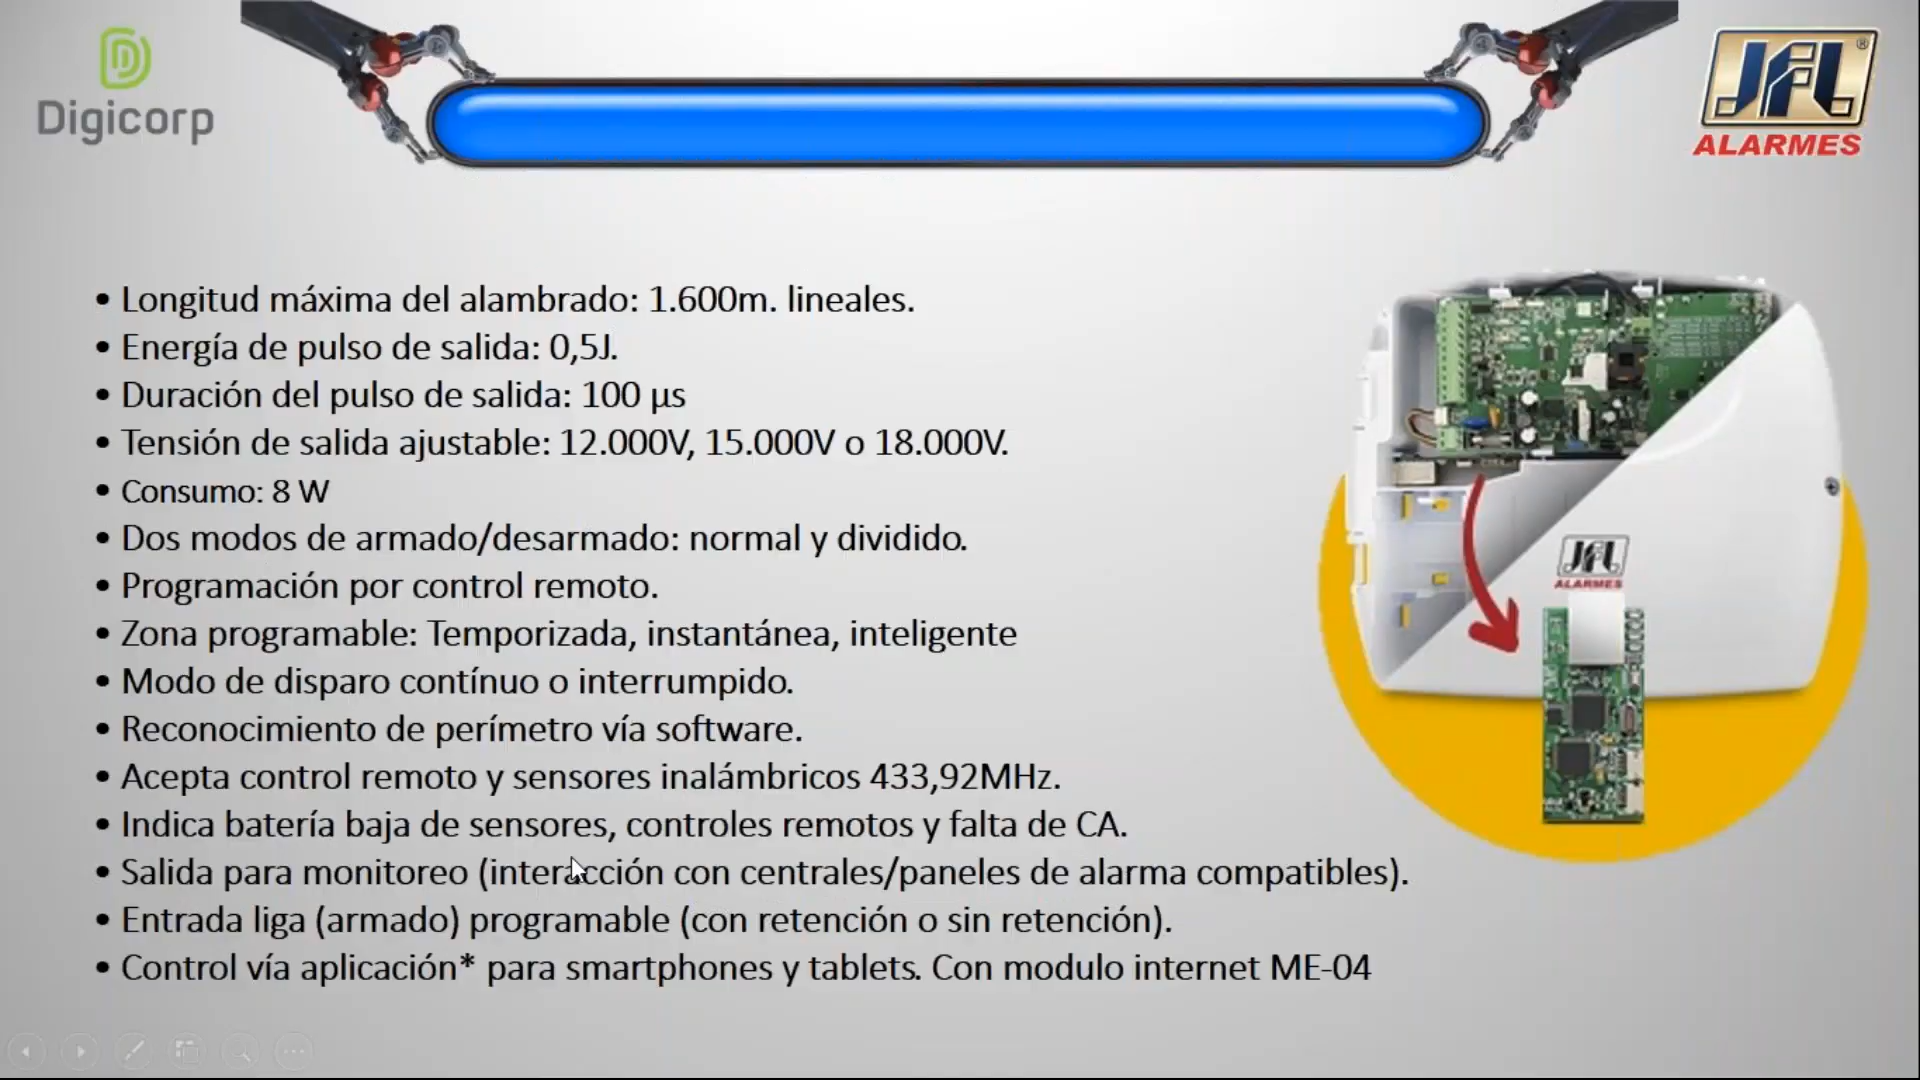 Digicorp
JFL
ALARMES
• Longitud máxima del alambrado: 1.600m. lineales.
• Energía de pulso de salida: 0,5J.
• Duración del pulso de salida: 100 µs
• Tensión de salida ajustable: 12.000V, 15.000V o 18.000V.
• Consumo: 8 W
• Dos modos de armado/desarmado: normal y dividido.
• Programación por control remoto.
• Zona programable: Temporizada, instantánea, inteligente
• Modo de disparo contínuo o interrumpido.
• Reconocimiento de perímetro vía software.
• Acepta control remoto y sensores inalámbricos 433,92MHz.
• Indica batería baja de sensores, controles remotos y falta de CA.
• Salida para monitoreo (interacción con centrales/paneles de alarma compatibles).
• Entrada liga (armado) programable (con retención o sin retención).
• Control vía aplicación* para smartphones y tablets. Con modulo internet ME-04
JFL
ALARMES